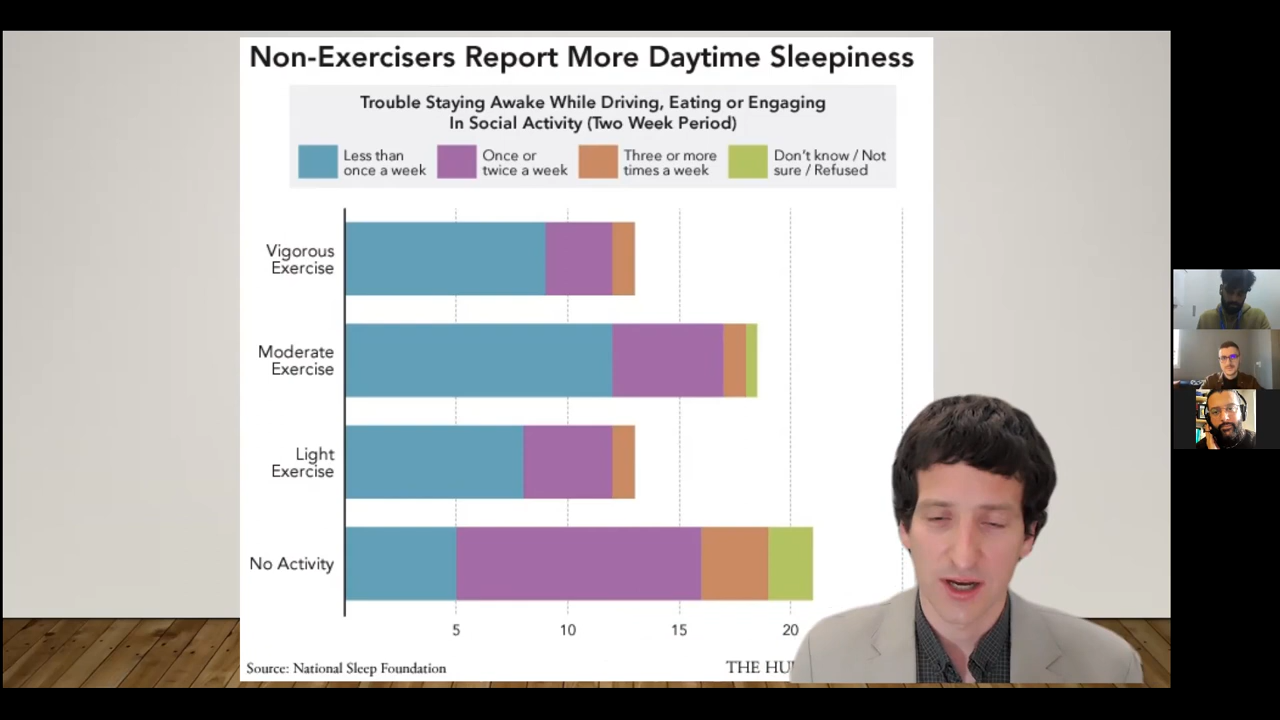 Non-Exercisers Report More Daytime Sleepiness
Trouble Staying Awake While Driving, Eating or Engaging
In Social Activity (Two Week Period)
Less than
once a week
Once or
twice a week
Three or more
times a week
Don't know / Not
sure / Refused
Vigorous
Exercise
Moderate
Exercise
Light
Exercise
No Activity
5 10 15 20
Source: National Sleep Foundation
THE